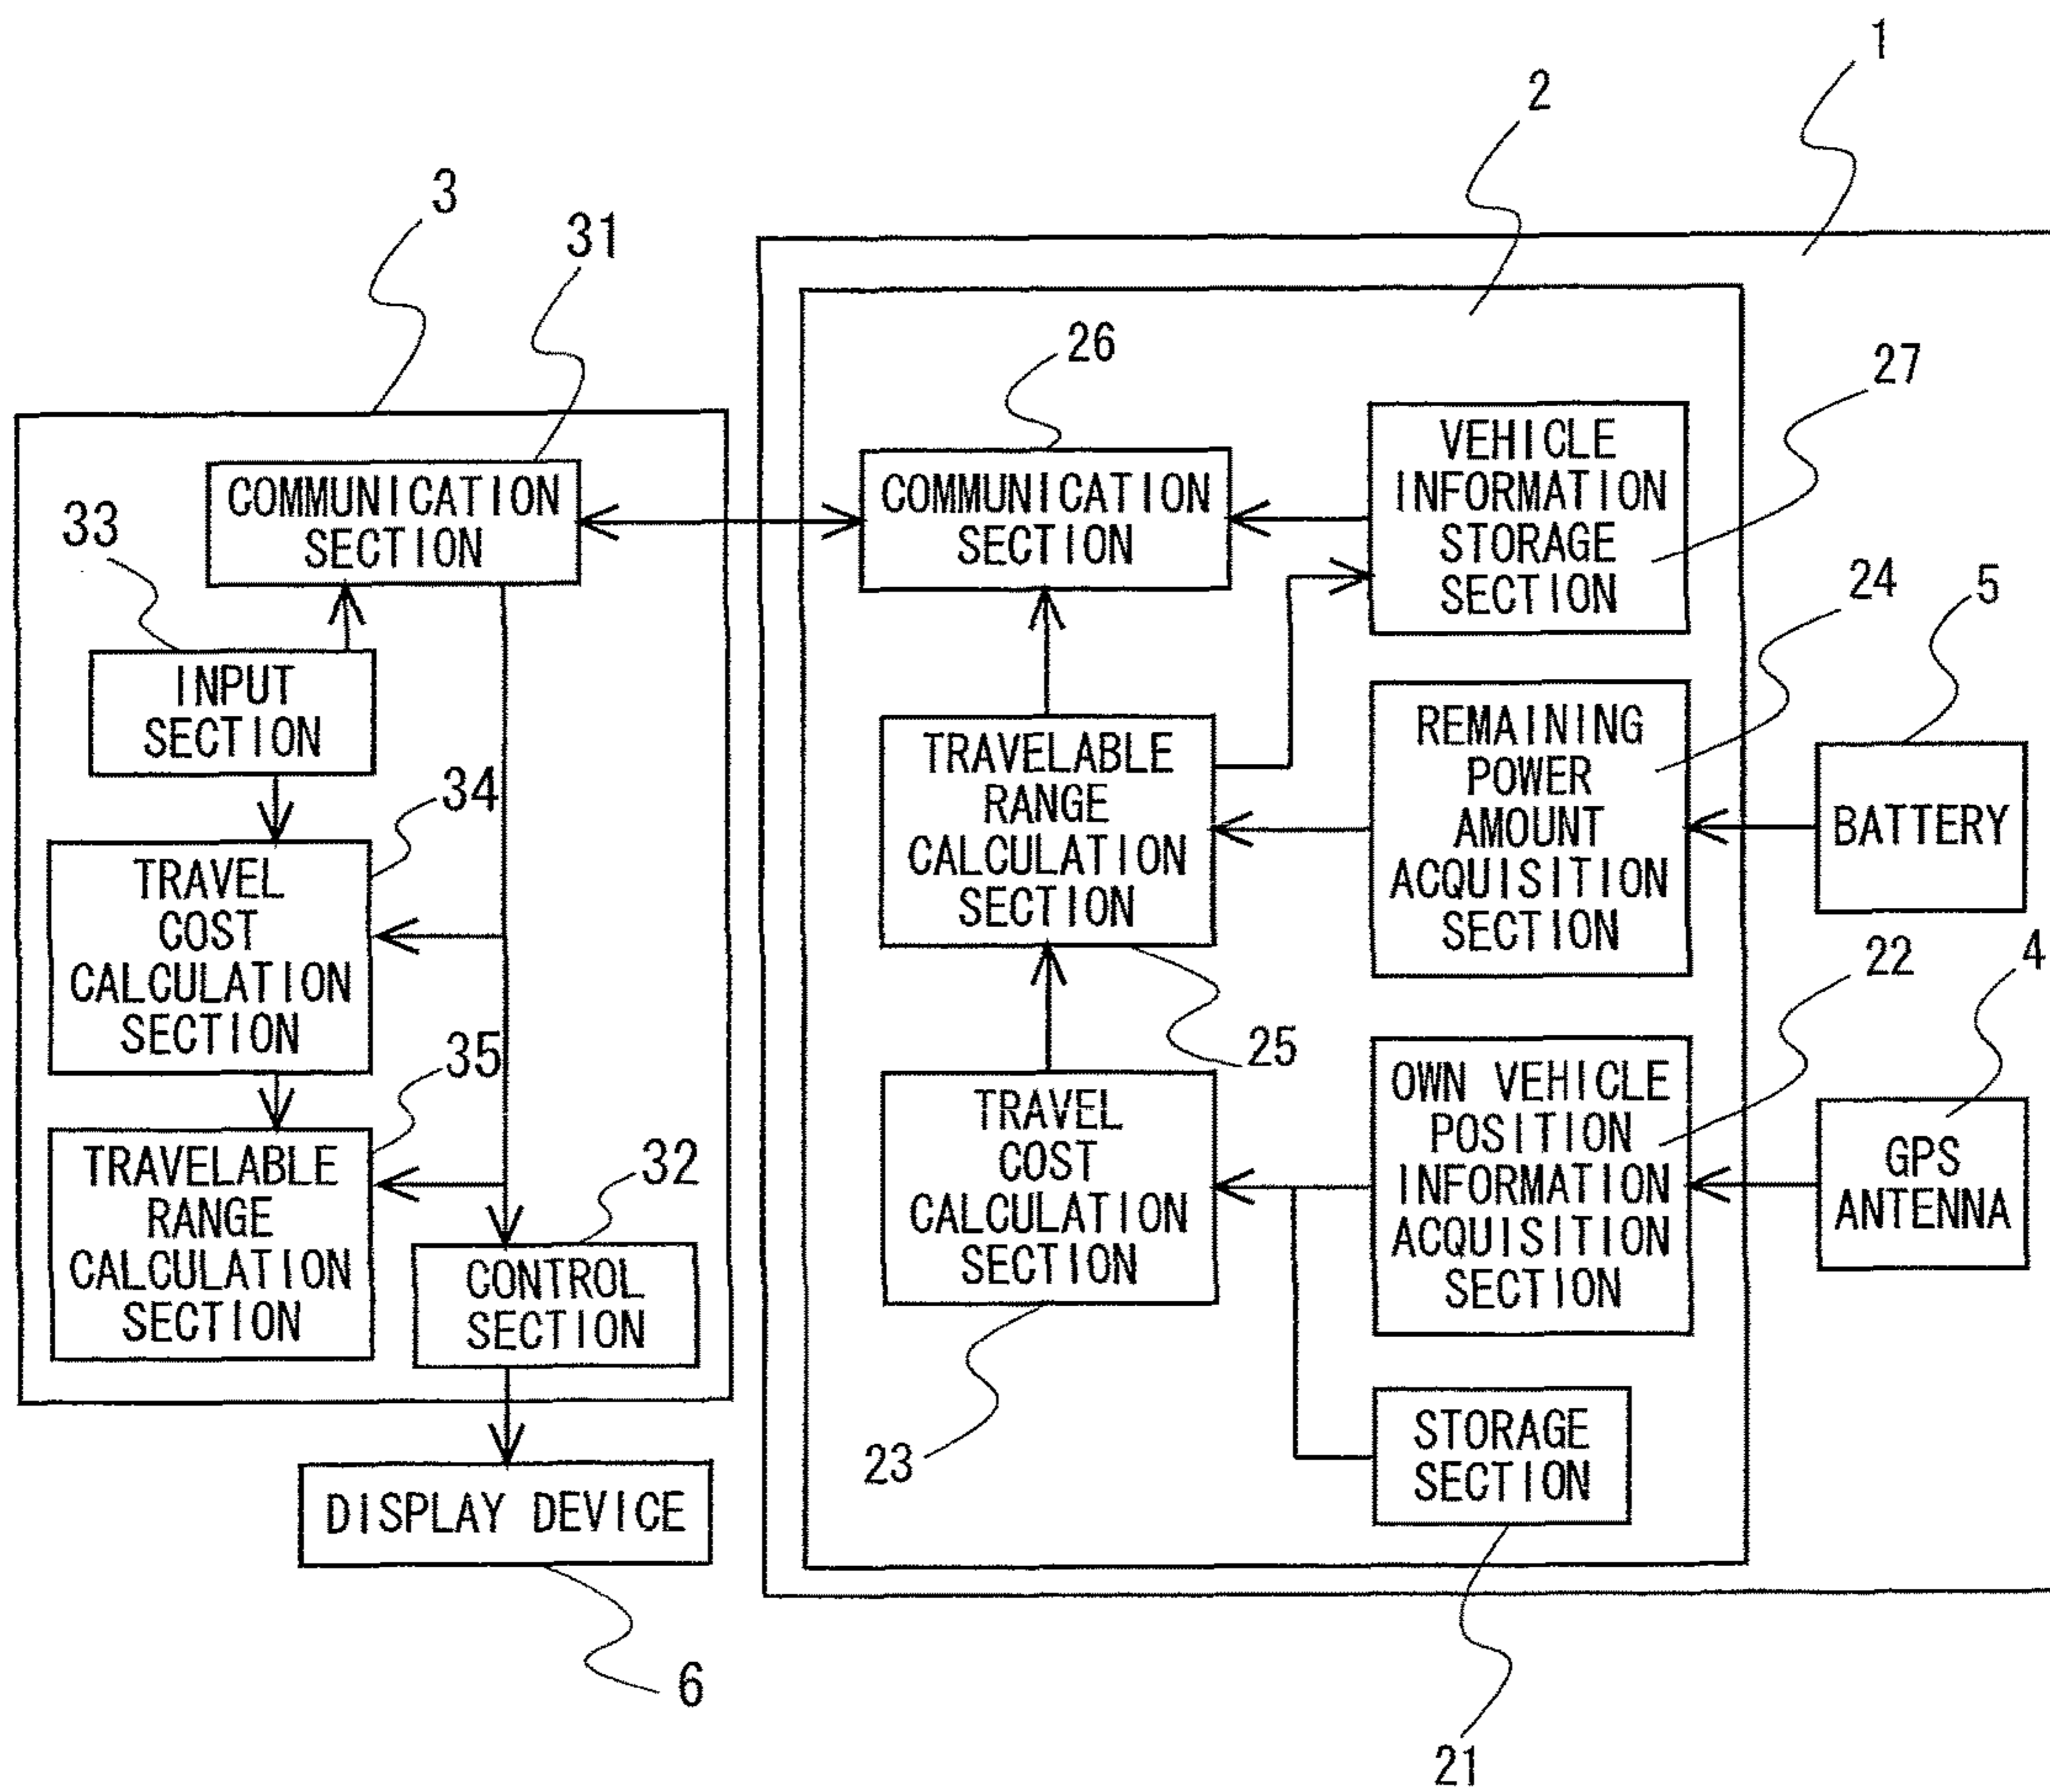 1
2
3
31
26
27
COMMUNICATION
SECTION
33
INPUT
SECTION
34
TRAVEL
COST
CALCULATION
SECTION
35
TRAVELABLE
RANGE
CALCULATION
SECTION
32
CONTROL
SECTION
DISPLAY DEVICE
6
COMMUNICATION
SECTION
VEHICLE
INFORMATION
STORAGE
SECTION
24
5
TRAVELABLE
RANGE
CALCULATION
SECTION
REMAINING
POWER
AMOUNT
ACQUISITION
SECTION
BATTERY
25
22
4
TRAVEL
COST
CALCULATION
SECTION
OWN VEHICLE
POSITION
INFORMATION
ACQUISITION
SECTION
GPS
ANTENNA
23
STORAGE
SECTION
21